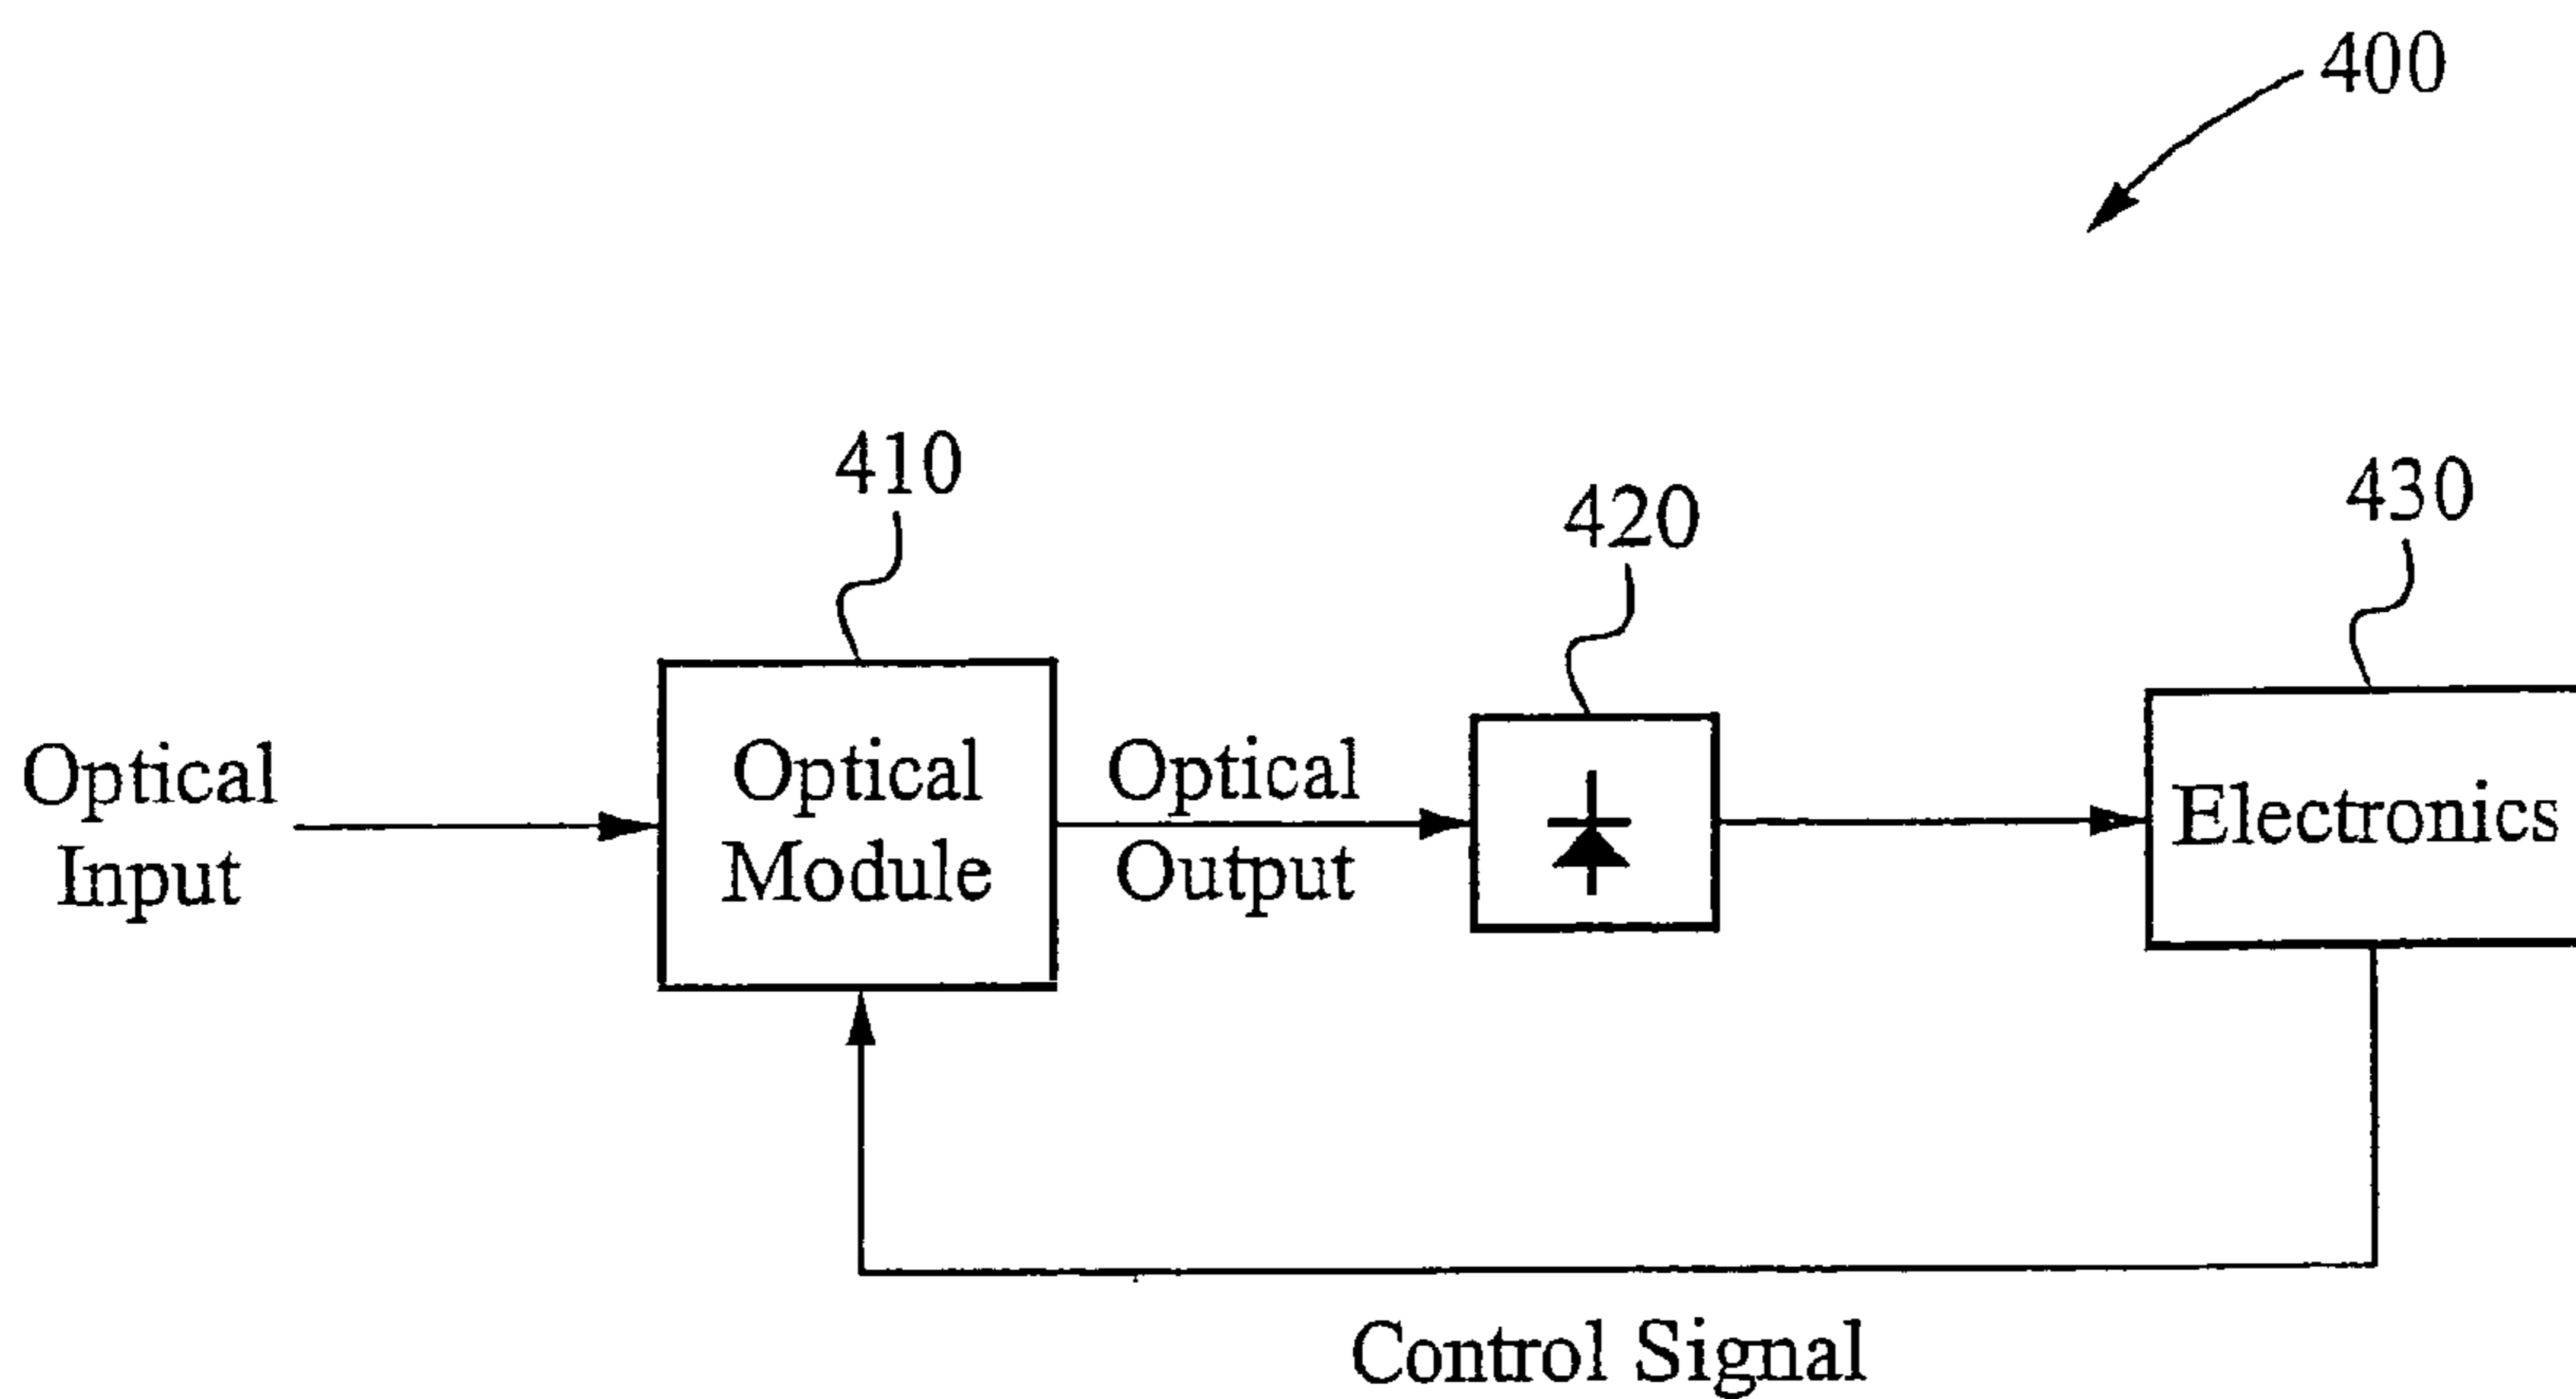 400
410
420
430
Optical
Input
Optical
Module
Optical
Output
Electronics
Control Signal